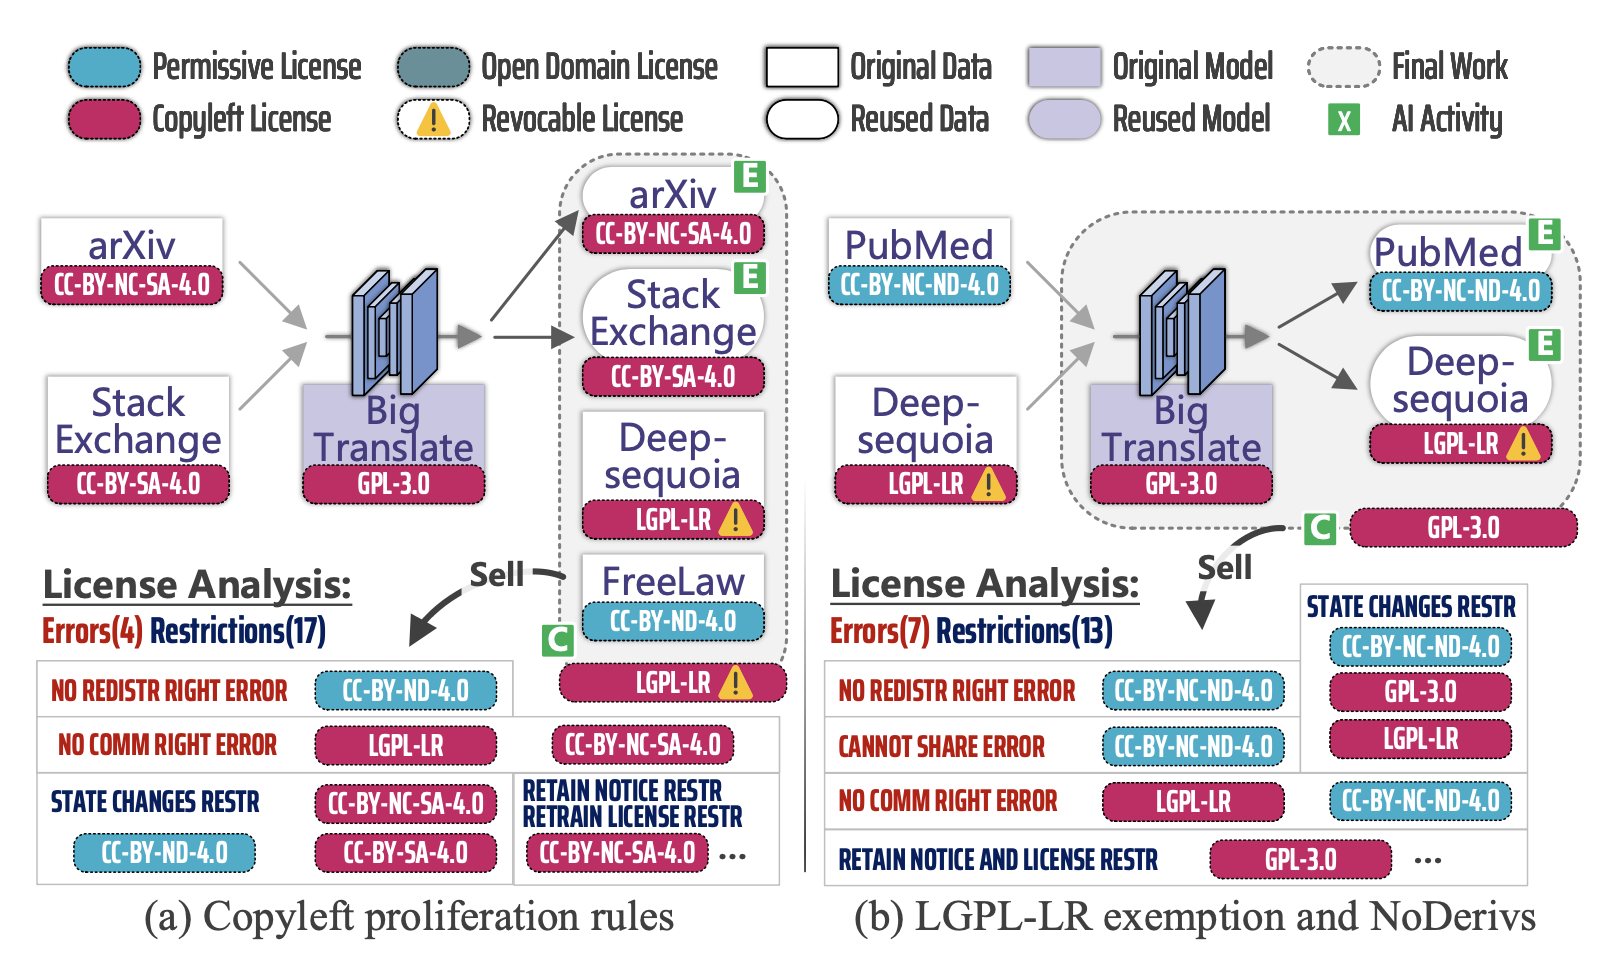 Permissive License
Open Domain License
Original Data
Original Model
Final Work
Copyleft License
Revocable License
Reused Data
Reused Model
X
AI Activity
arXiv
CC-BY-NC-SA-4.0
Stack
Exchange
CC-BY-SA-4.0
Big
Translate
GPL-3.0
E
arXiv
CC-BY-NC-SA-4.0
E
Stack
Exchange
CC-BY-SA-4.0
Deep-
sequoia
LGPL-LR
FreeLaw
CC-BY-ND-4.0
C
LGPL-LR
Sell
License Analysis:
Errors(4) Restrictions(17)
NO REDISTR RIGHT ERROR
CC-BY-ND-4.0
NO COMM RIGHT ERROR
LGPL-LR
CC-BY-NC-SA-4.0
STATE CHANGES RESTR
CC-BY-NC-SA-4.0
CC-BY-ND-4.0
CC-BY-SA-4.0
RETAIN NOTICE RESTR
RETRAIN LICENSE RESTR
CC-BY-NC-SA-4.0 ...
(a) Copyleft proliferation rules
PubMed
CC-BY-NC-ND-4.0
Deep-
sequoia
LGPL-LR
Big
Translate
GPL-3.0
E
PubMed
CC-BY-NC-ND-4.0
E
Deep-
sequoia
LGPL-LR
C
GPL-3.0
Sell
License Analysis:
Errors(7) Restrictions(13)
NO REDISTR RIGHT ERROR
CC-BY-NC-ND-4.0
CANNOT SHARE ERROR
CC-BY-NC-ND-4.0
STATE CHANGES RESTR
CC-BY-NC-ND-4.0
GPL-3.0
LGPL-LR
NO COMM RIGHT ERROR
LGPL-LR
CC-BY-NC-ND-4.0
RETAIN NOTICE AND LICENSE RESTR
GPL-3.0 ...
(b) LGPL-LR exemption and NoDerivs